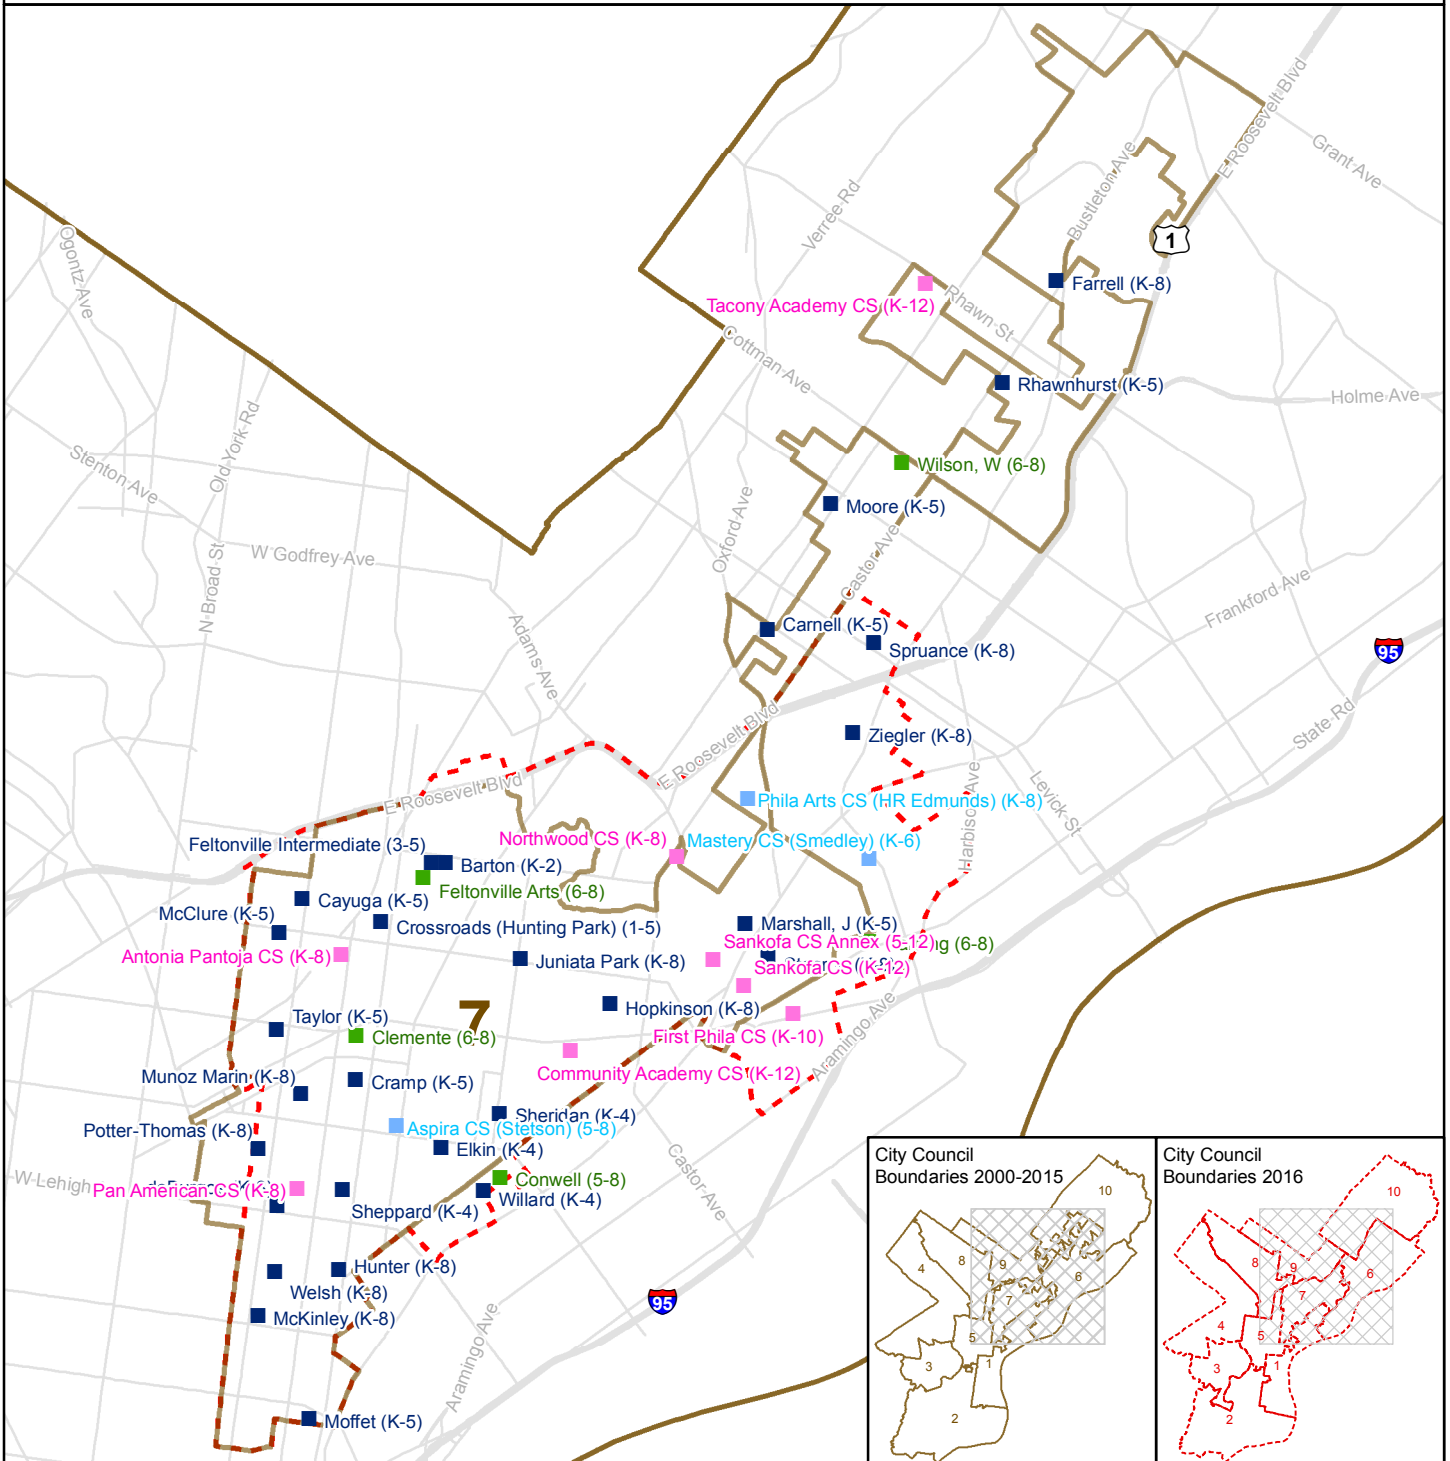 E Roosevelt Blvd
Grant Ave
Bustleton Ave
Verree Rd
Ogontz Ave
1
Farrell (K-8)
Tacony Academy CS (K-12)
Rhawn St
Cottman Ave
Rhawnhurst (K-5)
Holme Ave
Old York Rd
Stenton Ave
Wilson, W (6-8)
Moore (K-5)
Oxford Ave
W Godfrey Ave
Castor Ave
N Broad St
Frankford Ave
Adams Ave
Carnell (K-5)
Spruance (K-8)
95
State Rd
E Roosevelt Blvd
Ziegler (K-8)
E Roosevelt Blvd
Phila Arts CS (HR Edmunds) (K-8)
Levick St
Harbison Ave
Northwood CS (K-8)
Mastery CS (Smedley) (K-6)
Feltonville Intermediate (3-5)
Barton (K-2)
Feltonville Arts (6-8)
Cayuga (K-5)
McClure (K-5)
Crossroads (Hunting Park) (1-5)
Marshall, J (K-5)
Sankofa CS Annex (5-12)
(6-8)
Antonia Pantoja CS (K-8)
Juniata Park (K-8)
Sankofa CS (K-12)
7
Hopkinson (K-8)
Taylor (K-5)
Clemente (6-8)
First Phila CS (K-10)
Aramingo Ave
Community Academy CS (K-12)
Munoz Marin (K-8)
Cramp (K-5)
Sheridan (K-4)
Potter-Thomas (K-8)
Aspira CS (Stetson) (5-8)
Elkin (K-4)
W Lehigh
Pan American CS (K-8)
Conwell (5-8)
Willard (K-4)
Castor Ave
Sheppard (K-4)
Hunter (K-8)
Welsh (K-8)
95
McKinley (K-8)
Aramingo Ave
Moffet (K-5)
City Council
Boundaries 2000-2015
10
4
8
9
6
7
5
3
1
2
City Council
Boundaries 2016
10
8
9
6
7
4
5
3
1
2